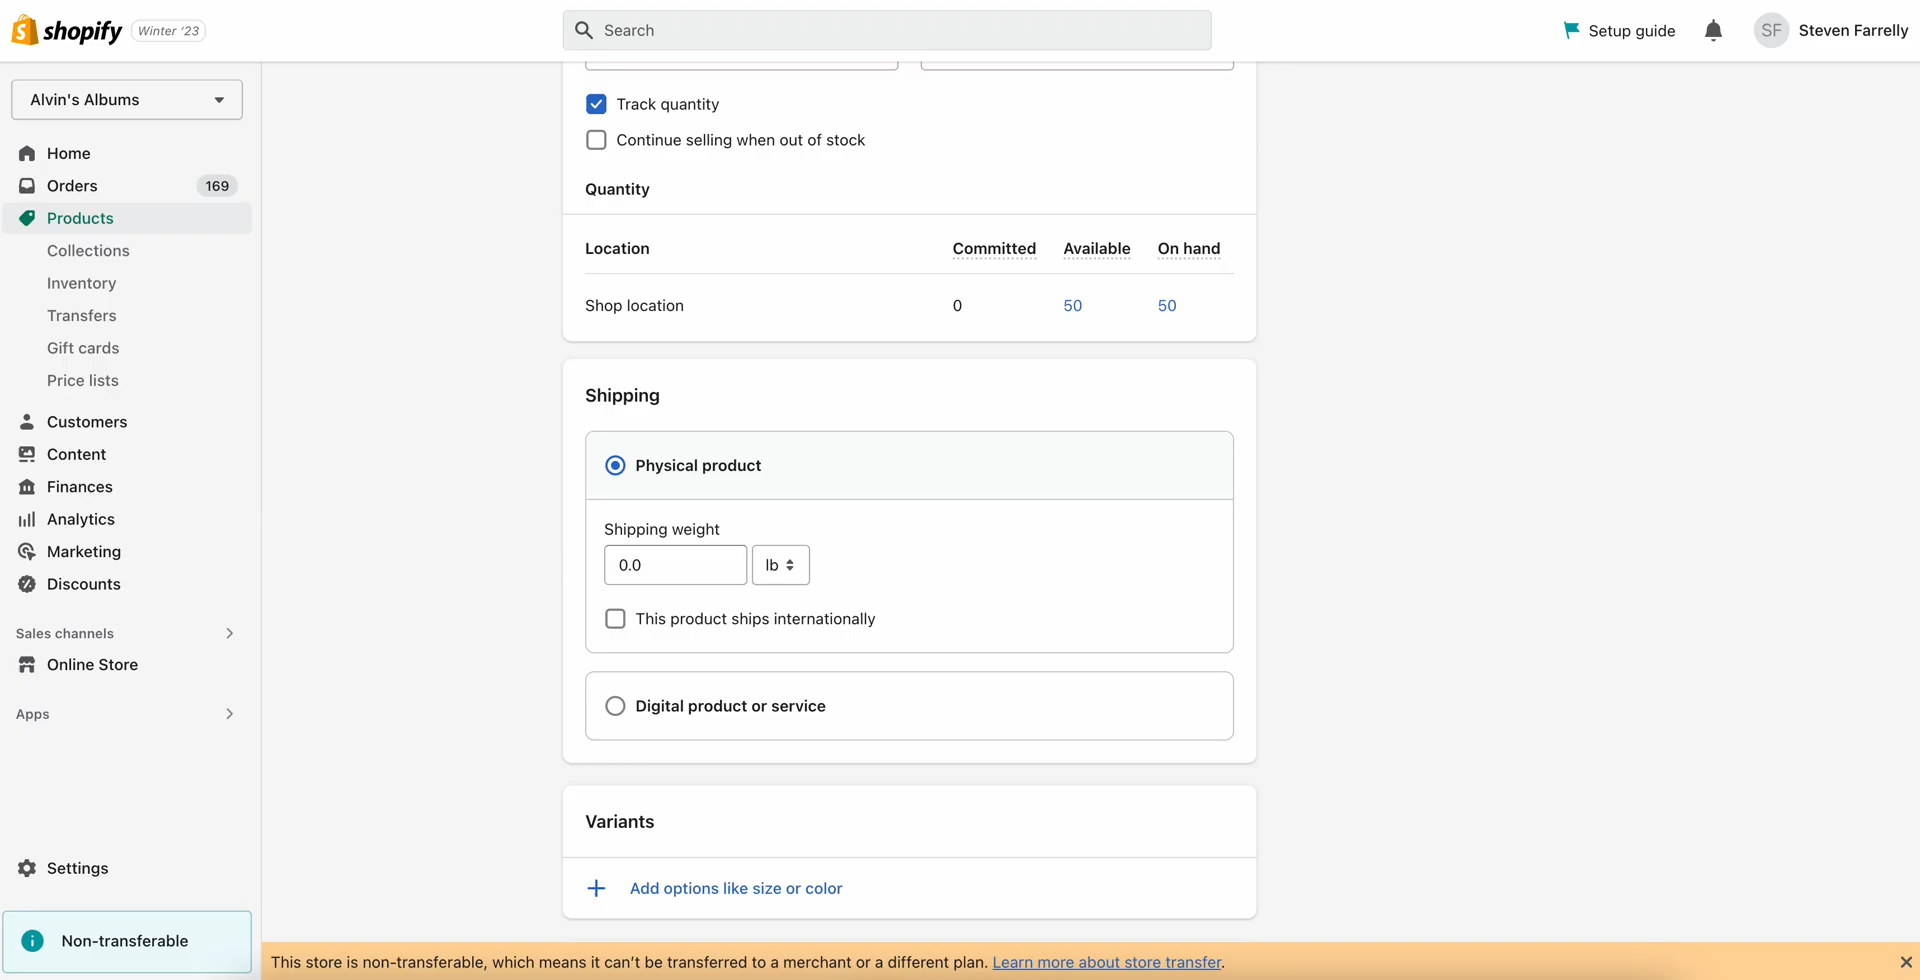 shopify
Winter '23
Search
Setup guide
SF
Steven Farrelly
Alvin's Albums
Home
Orders
169
Products
Collections
Inventory
Transfers
Gift cards
Price lists
Customers
Content
Finances
Analytics
Marketing
Discounts
Sales channels
Online Store
Apps
Settings
Non-transferable
Track quantity
Continue selling when out of stock
Quantity
Location Committed Available On hand
Shop location 0 50 50
Shipping
Physical product
Shipping weight
0.0 lb
This product ships internationally
Digital product or service
Variants
Add options like size or color
This store is non-transferable, which means it can't be transferred to a merchant or a different plan. Learn more about store transfer.